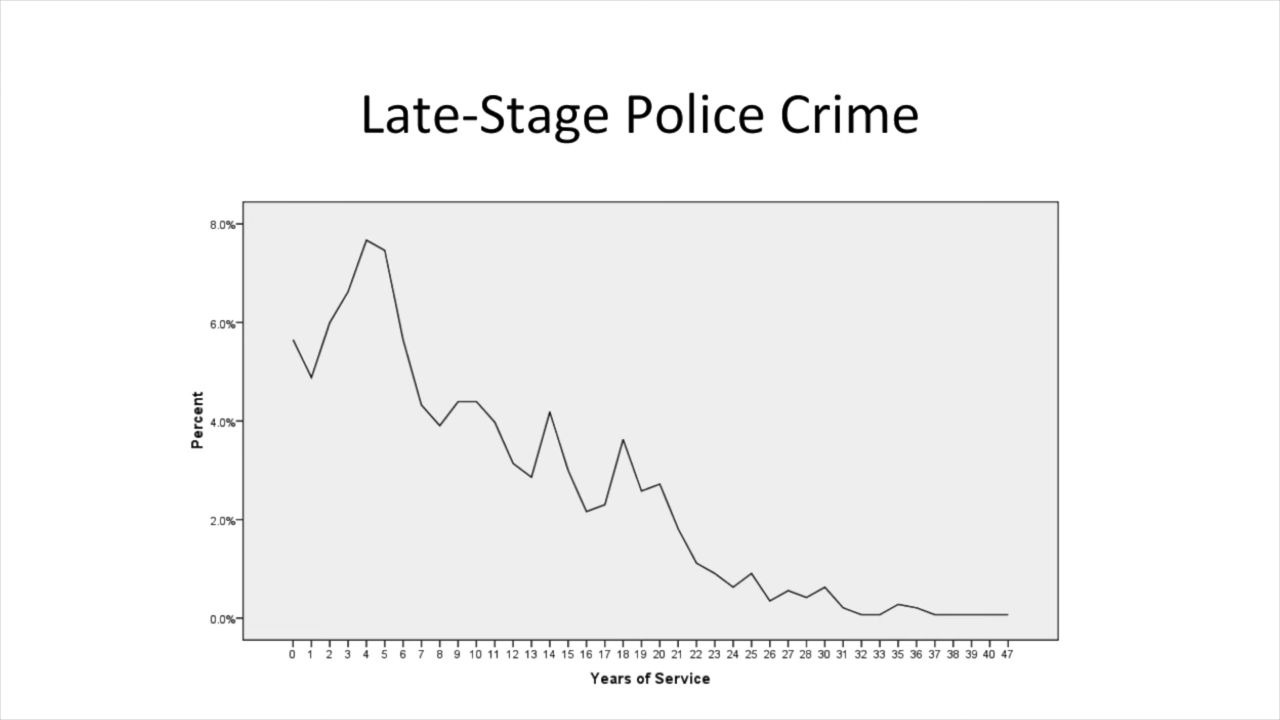 Late-Stage Police Crime
8.0%
6.0%
4.0%
2.0%
0.0%
Percent
0 1 2 3 4 5 6 7 8 9 10 11 12 13 14 15 16 17 18 19 20 21 22 23 24 25 26 27 28 30 31 32 33 35 36 37 38 39 40 47
Years of Service